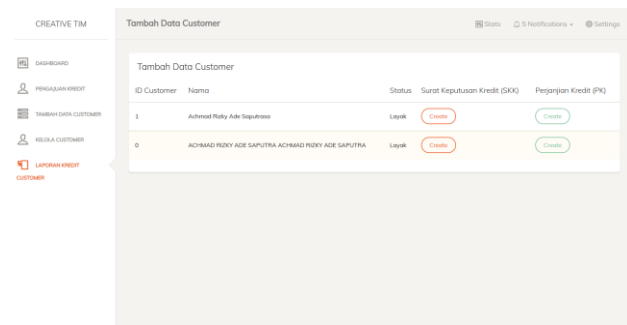 CREATIVE TIM
Tambah Data Customer
Stats
5 Notifications
Settings
DASHBOARD
PENGAJUAN KREDIT
TAMBAH DATA CUSTOMER
KELOLA CUSTOMER
LAPORAN KREDIT
CUSTOMER
Tambah Data Customer
ID Customer Nama Status Surat Keputusan Kredit (SKK) Perjanjian Kredit (PK)
1 Achmad Rizky Ade Saputraaa Layak Create Create
0 ACHMAD RIZKY ADE SAPUTRA ACHMAD RIZKY ADE SAPUTRA Layak Create Create